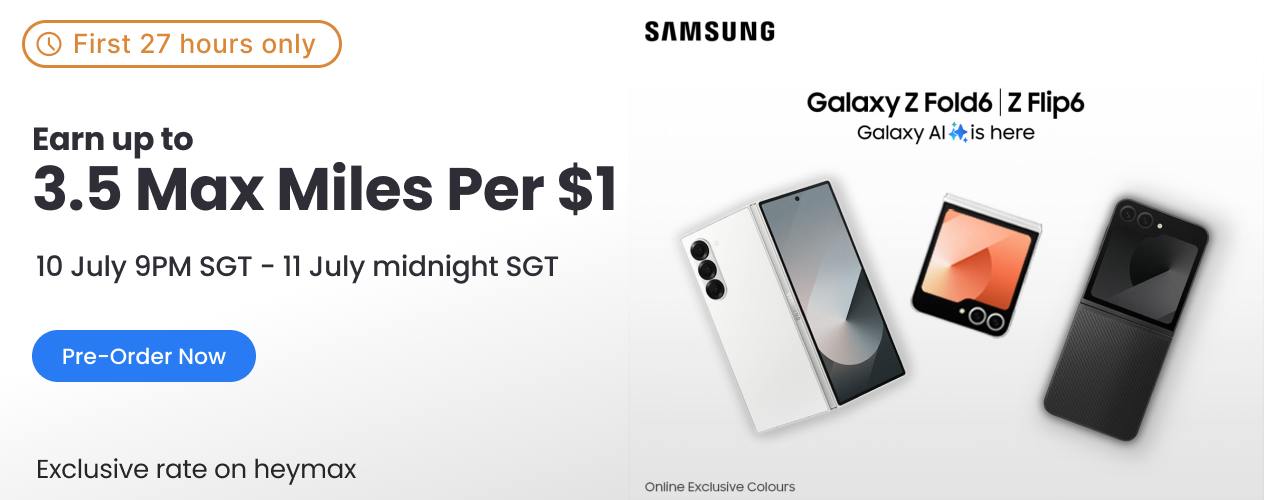 First 27 hours only
Earn up to
3.5 Max Miles Per $1
10 July 9PM SGT - 11 July midnight SGT
Pre-Order Now
Exclusive rate on heymax
SAMSUNG
Galaxy Z Fold6 | Z Flip6
Galaxy AI is here
Online Exclusive Colours